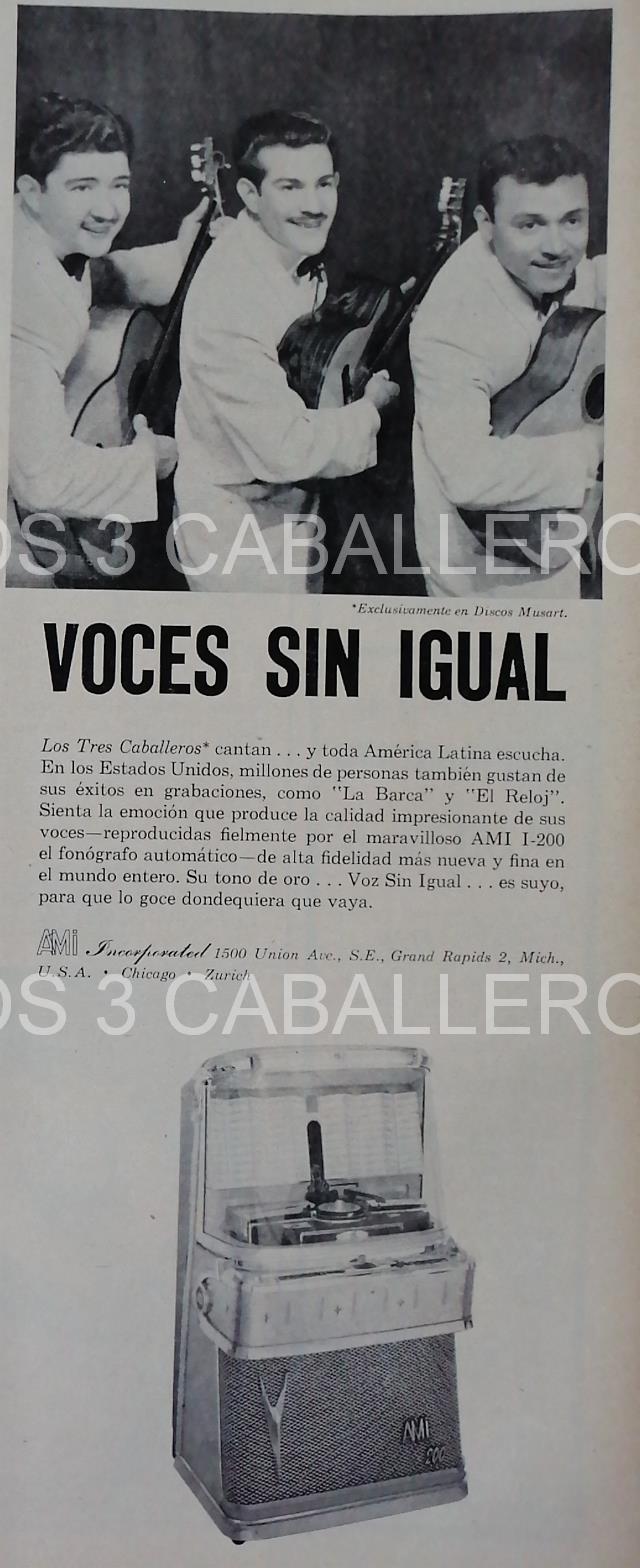 OS 3 CABALLERO
*Exclusivamente en Discos Musart.
VOCES SIN IGUAL
Los Tres Caballeros* cantan . . . y toda América Latina escucha.
En los Estados Unidos, millones de personas también gustan de
sus éxitos en grabaciones, como "La Barca" y "El Reloj".
Sienta la emoción que produce la calidad impresionante de sus
voces—reproducidas fielmente por el maravilloso AMI I-200
el fonógrafo automático—de alta fidelidad más nueva y fina en
el mundo entero. Su tono de oro . . . Voz Sin Igual . . . es suyo,
para que lo goce dondequiera que vaya.
AMi Incorporated 1500 Union Ave., S.E., Grand Rapids 2, Mich.,
U.S.A. • Chicago • Zurich
OS 3 CABALLERO
AMi
200